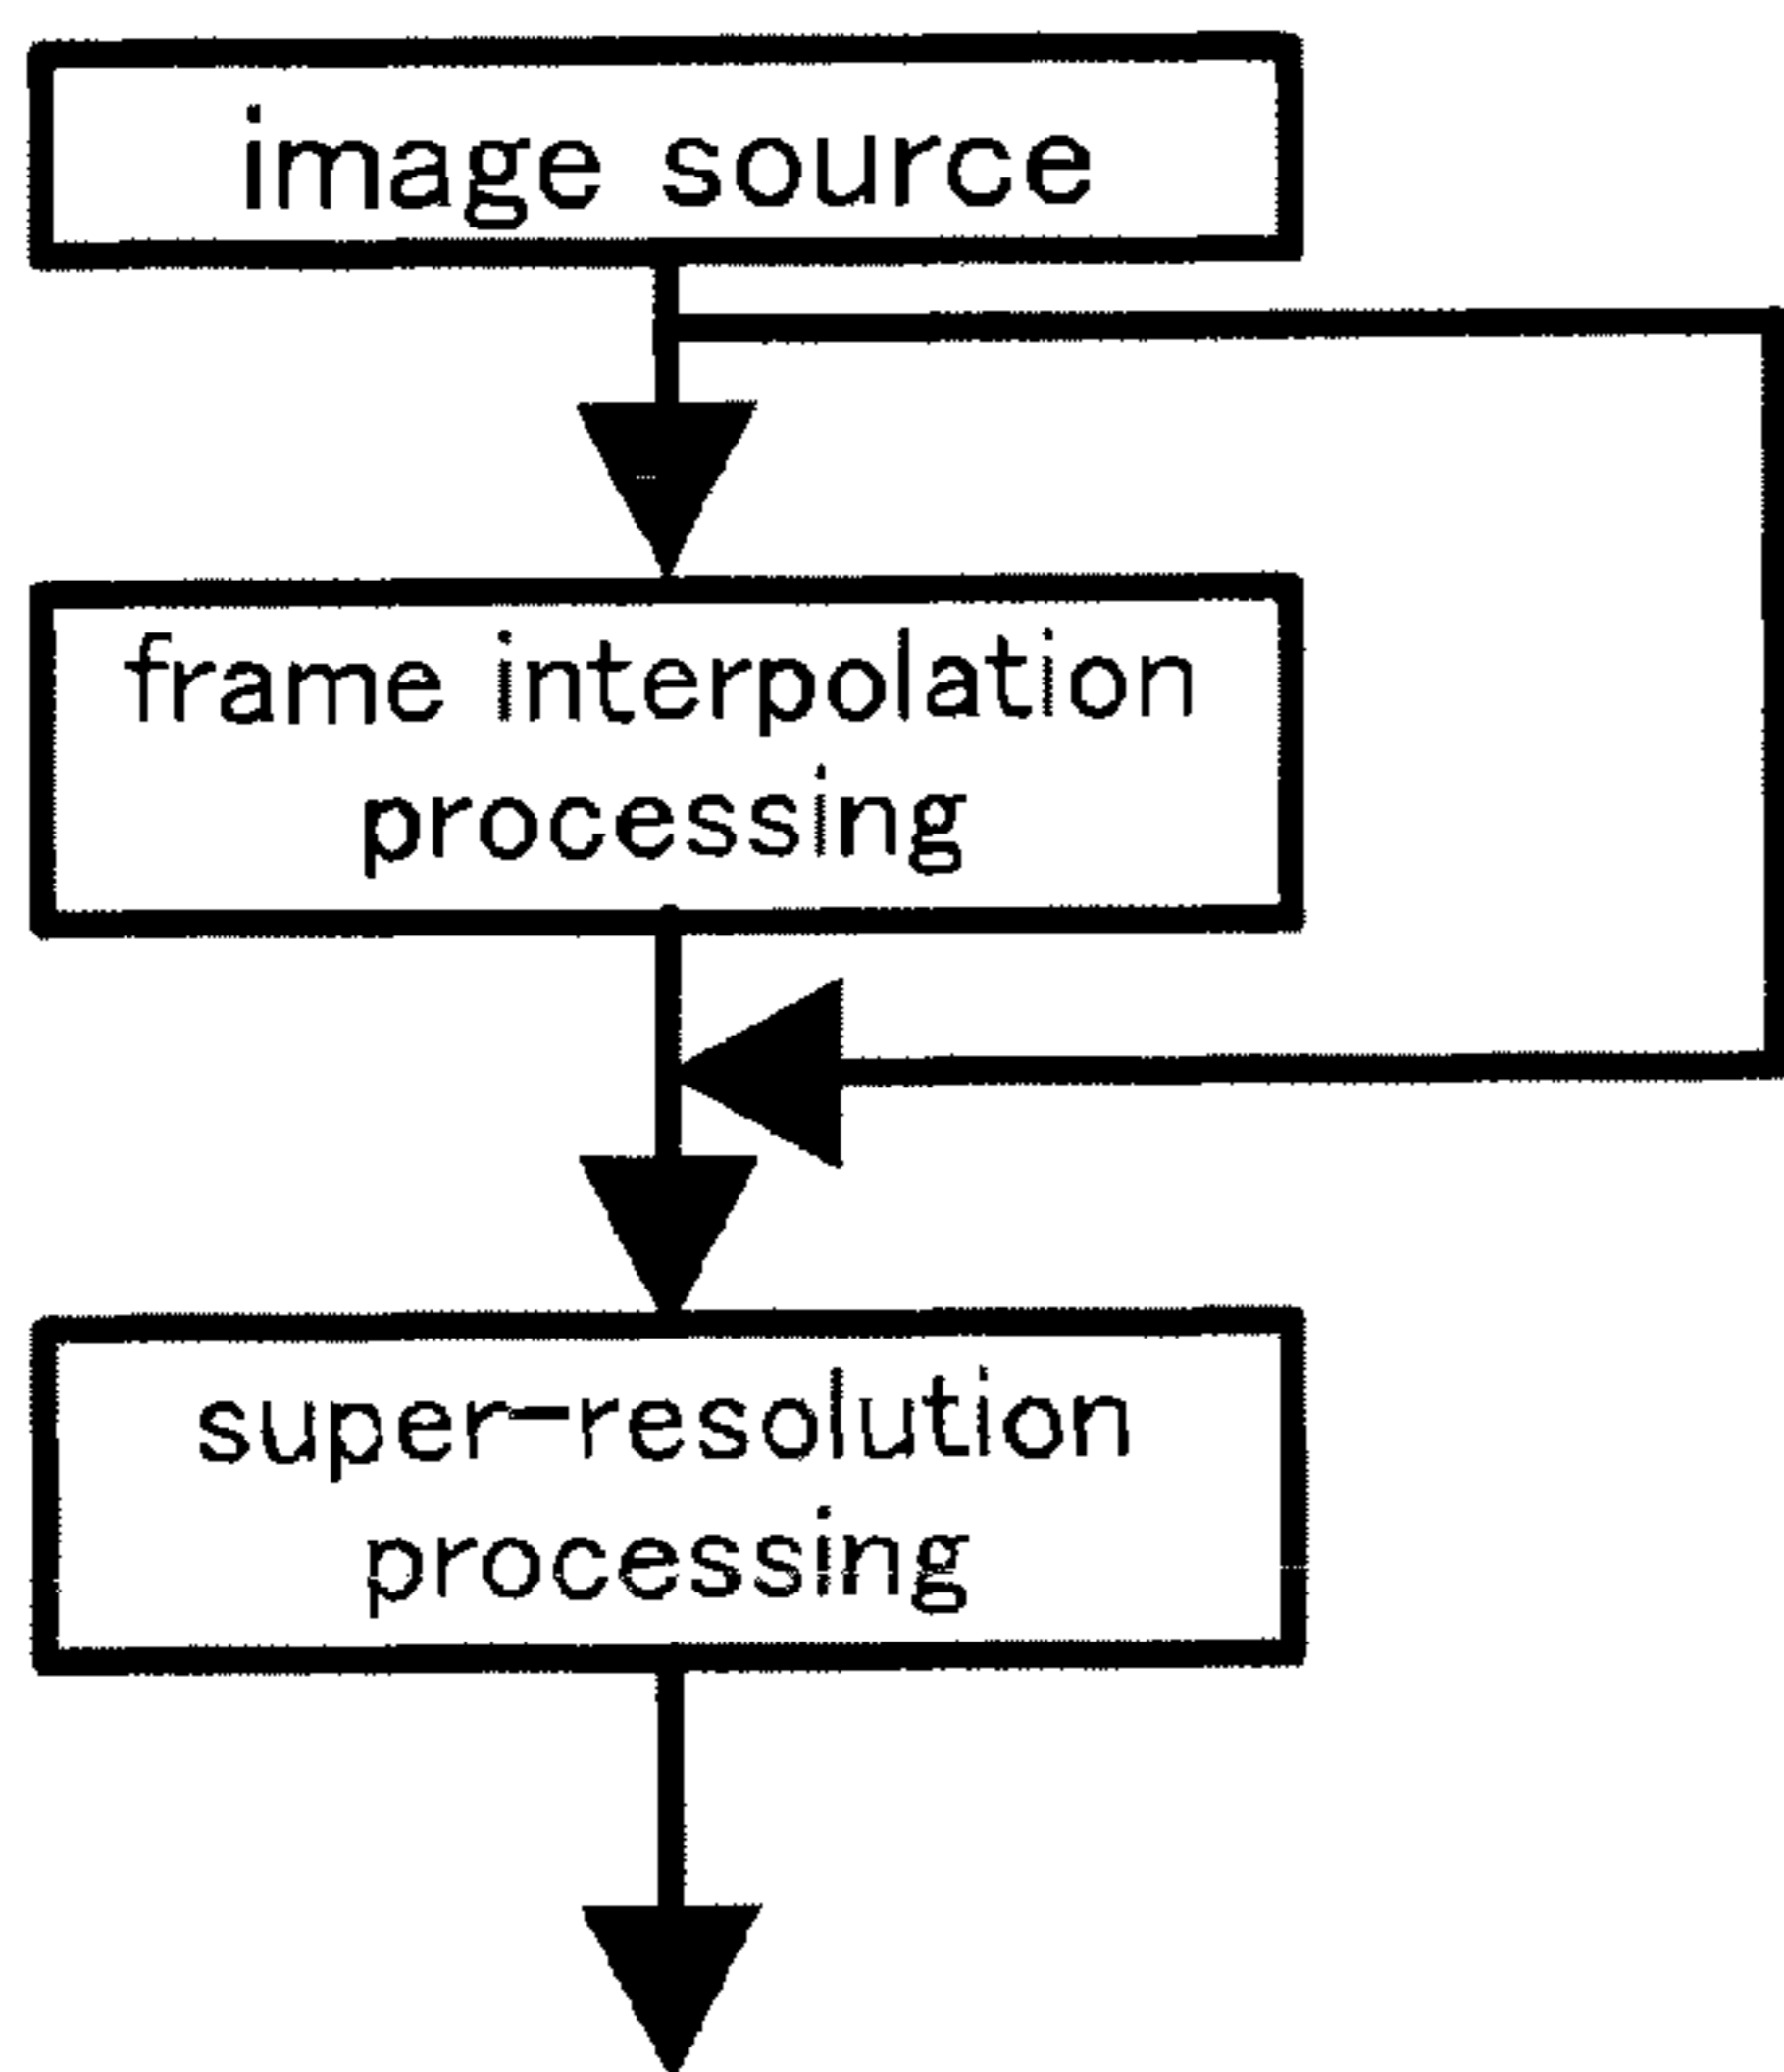 image source
frame interpolation
processing
super-resolution
processing